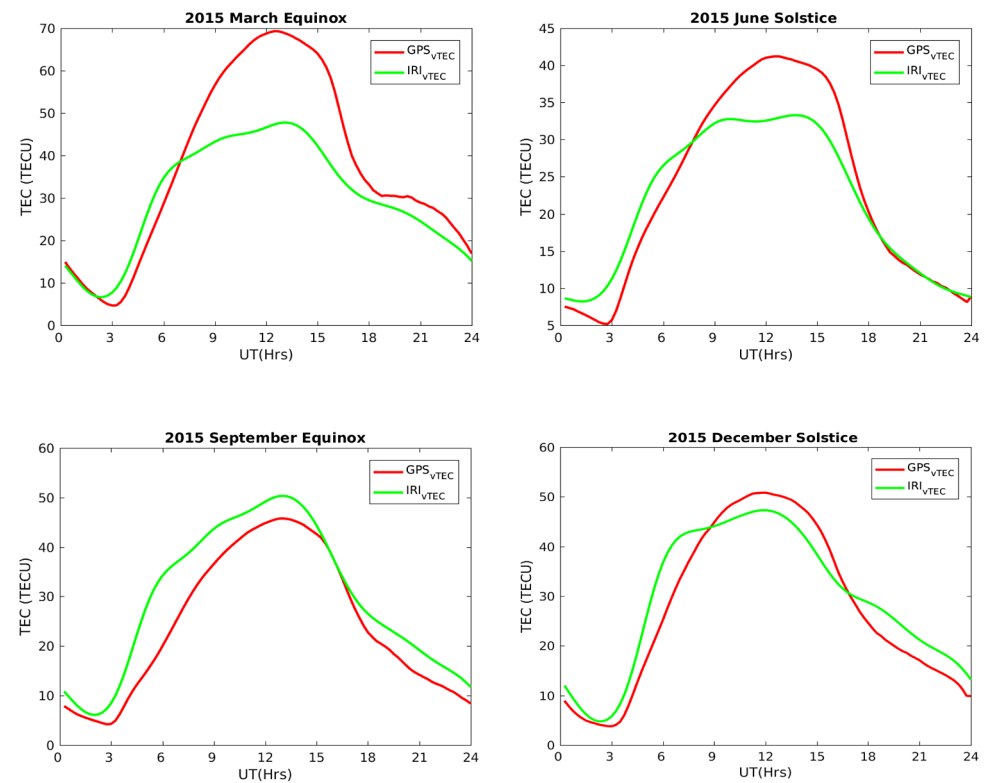 2015 March Equinox
70
60
50
40
30
20
10
0
TEC (TECU)
GPSvTEC
IRIvTEC
0 3 6 9 12 15 18 21 24
UT(Hrs)
2015 June Solstice
45
40
35
30
25
20
15
10
5
TEC (TECU)
GPSvTEC
IRIvTEC
0 3 6 9 12 15 18 21 24
UT(Hrs)
2015 September Equinox
60
50
40
30
20
10
0
TEC (TECU)
GPSvTEC
IRIvTEC
0 3 6 9 12 15 18 21 24
UT(Hrs)
2015 December Solstice
60
50
40
30
20
10
0
TEC (TECU)
GPSvTEC
IRIvTEC
0 3 6 9 12 15 18 21 24
UT(Hrs)